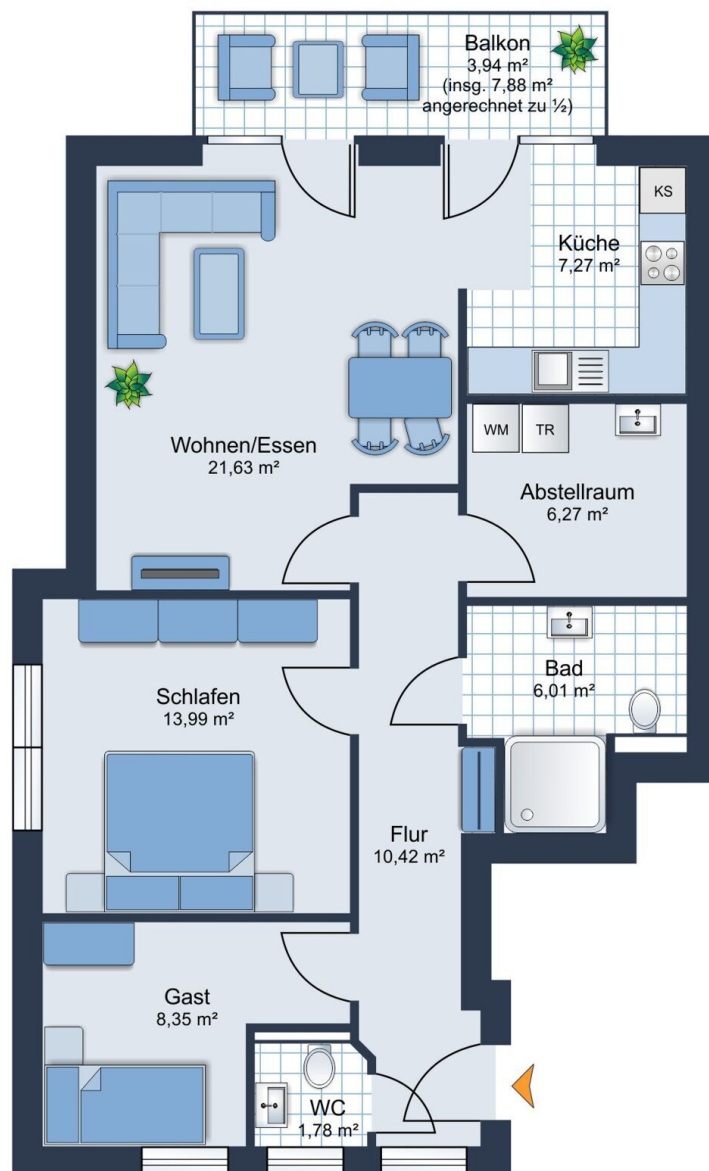 Balkon
3,94 m²
(insg. 7,88 m²
angerechnet zu ½)
KS
Küche
7,27 m²
Wohnen/Essen
21,63 m²
WM
TR
Abstellraum
6,27 m²
Schlafen
13,99 m²
Bad
6,01 m²
Flur
10,42 m²
Gast
8,35 m²
WC
1,78 m²